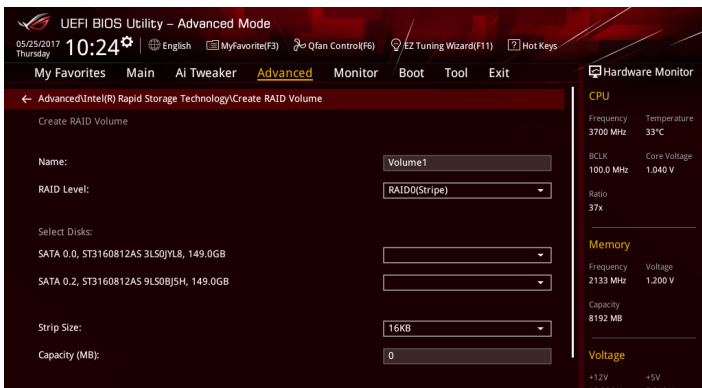 UEFI BIOS Utility – Advanced Mode
05/25/2017 Thursday 10:24 English MyFavorite(F3) Qfan Control(F6) EZ Tuning Wizard(F11) ? Hot Keys
My Favorites Main Ai Tweaker Advanced Monitor Boot Tool Exit
← Advanced\Intel(R) Rapid Storage Technology\Create RAID Volume
Create RAID Volume
Name: Volume1
RAID Level: RAID0(Stripe)
Select Disks:
SATA 0.0, ST3160812AS 3LS0JYL8, 149.0GB
SATA 0.2, ST3160812AS 9LS0BJ5H, 149.0GB
Strip Size: 16KB
Capacity (MB): 0
Hardware Monitor
CPU
Frequency Temperature
3700 MHz 33°C
BCLK Core Voltage
100.0 MHz 1.040 V
Ratio
37x
Memory
Frequency Voltage
2133 MHz 1.200 V
Capacity
8192 MB
Voltage
+12V +5V